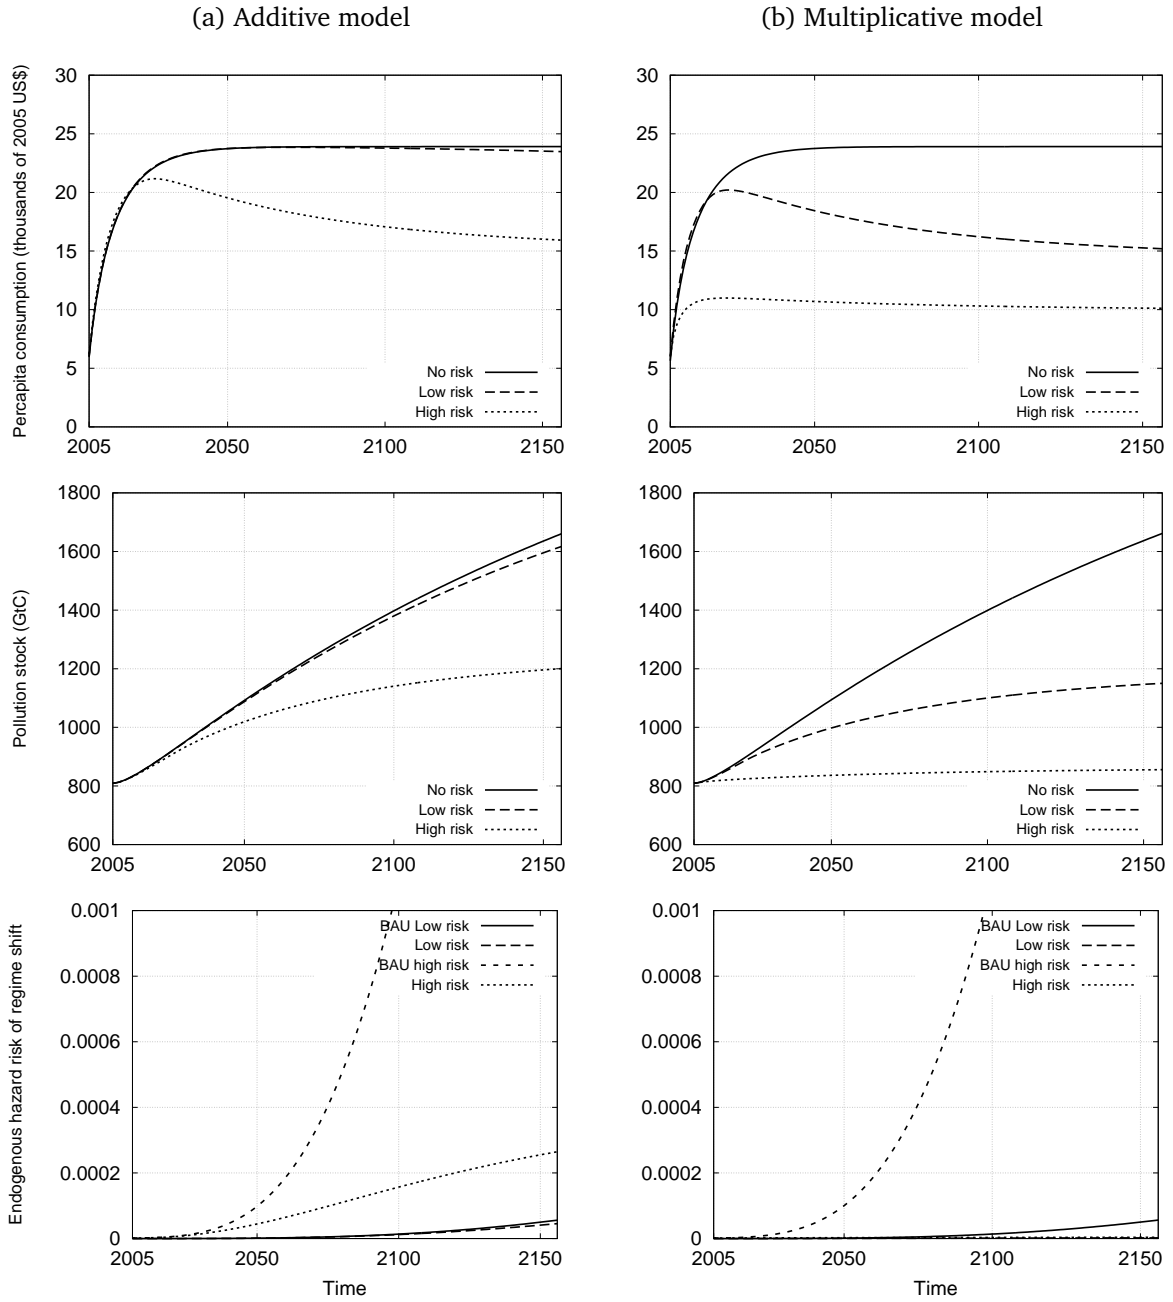 (a) Additive model
(b) Multiplicative model
Percapita consumption (thousands of 2005 US$)
30
25
20
15
10
5
0
2005 2050 2100 2150
No risk
Low risk
High risk
30
25
20
15
10
5
0
2005 2050 2100 2150
No risk
Low risk
High risk
Pollution stock (GtC)
1800
1600
1400
1200
1000
800
600
2005 2050 2100 2150
No risk
Low risk
High risk
1800
1600
1400
1200
1000
800
600
2005 2050 2100 2150
No risk
Low risk
High risk
Endogenous hazard risk of regime shift
0.001
0.0008
0.0006
0.0004
0.0002
0
2005 2050 2100 2150
BAU Low risk
Low risk
BAU high risk
High risk
Time
0.001
0.0008
0.0006
0.0004
0.0002
0
2005 2050 2100 2150
BAU Low risk
Low risk
BAU high risk
High risk
Time